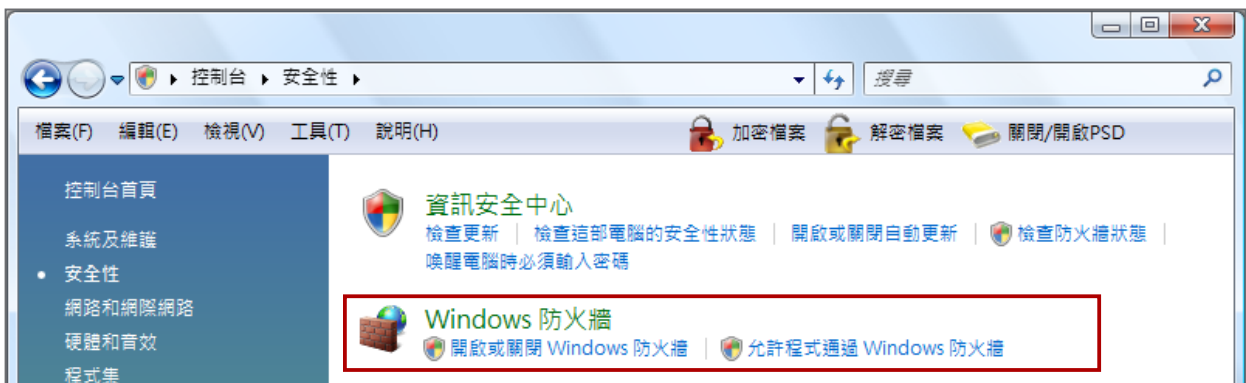 控制台 安全性
搜尋
檔案(F) 編輯(E) 檢視(V) 工具(T) 說明(H) 加密檔案 解密檔案 關閉/開啟PSD
控制台首頁
系統及維護
安全性
網路和網際網路
硬體和音效
程式集
資訊安全中心
檢查更新 檢查這部電腦的安全性狀態 開啟或關閉自動更新 檢查防火牆狀態
喚醒電腦時必須輸入密碼
Windows 防火牆
開啟或關閉 Windows 防火牆 允許程式通過 Windows 防火牆